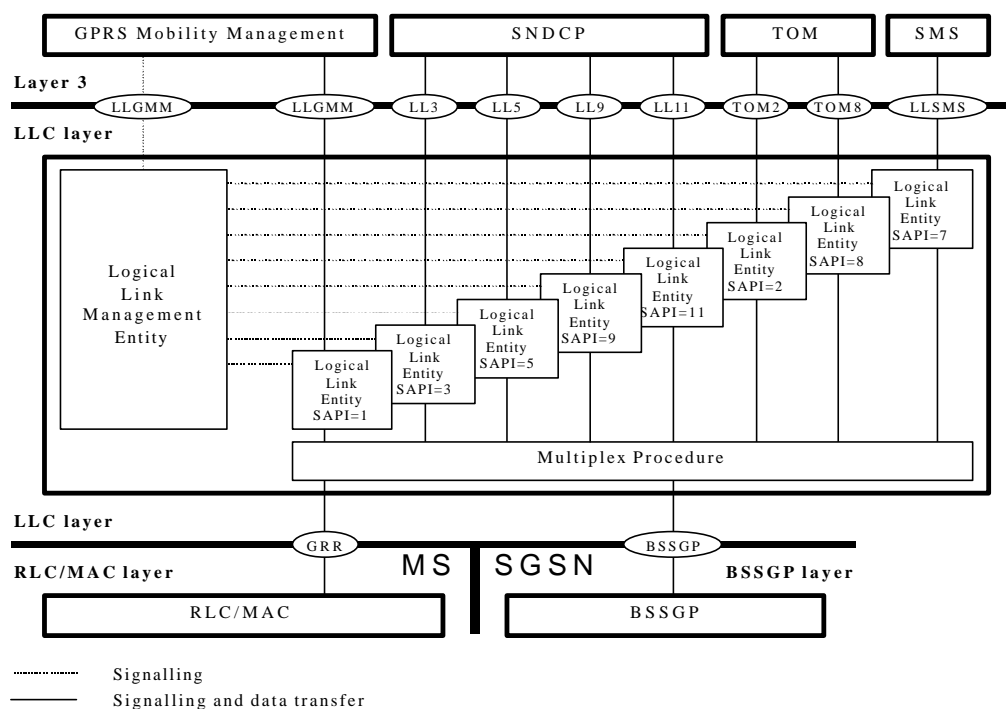 GPRS Mobility Management
SNDCP
TOM
SMS
Layer 3
LLGMM
LLGMM
LL3
LL5
LL9
LL11
TOM2
TOM8
LLSMS
LLC layer
Logical
Link
Management
Entity
Logical
Link
Entity
SAPI=1
Logical
Link
Entity
SAPI=3
Logical
Link
Entity
SAPI=5
Logical
Link
Entity
SAPI=9
Logical
Link
Entity
SAPI=11
Logical
Link
Entity
SAPI=2
Logical
Link
Entity
SAPI=8
Logical
Link
Entity
SAPI=7
Multiplex Procedure
LLC layer
GRR
BSSGP
RLC/MAC layer
MS
SGSN
BSSGP layer
RLC/MAC
BSSGP
Signalling
Signalling and data transfer